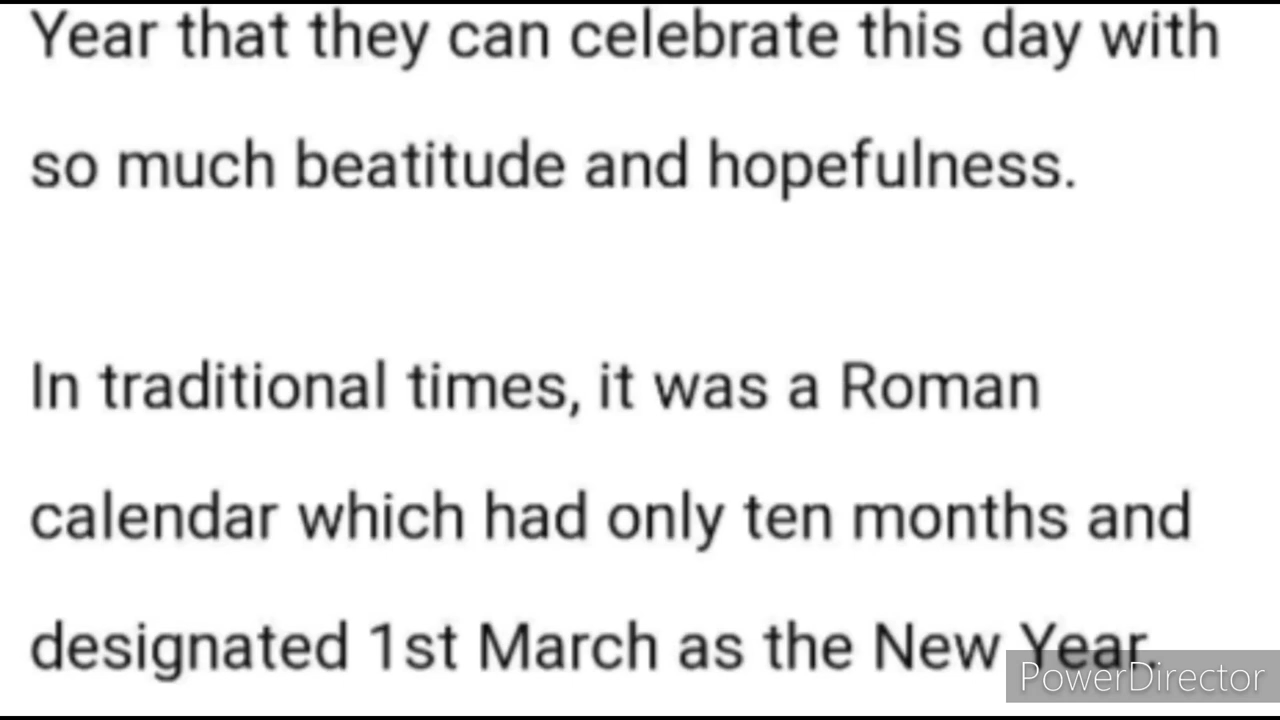 Year that they can celebrate this day with
so much beatitude and hopefulness.
In traditional times, it was a Roman
calendar which had only ten months and
designated 1st March as the New Year.
PowerDirector